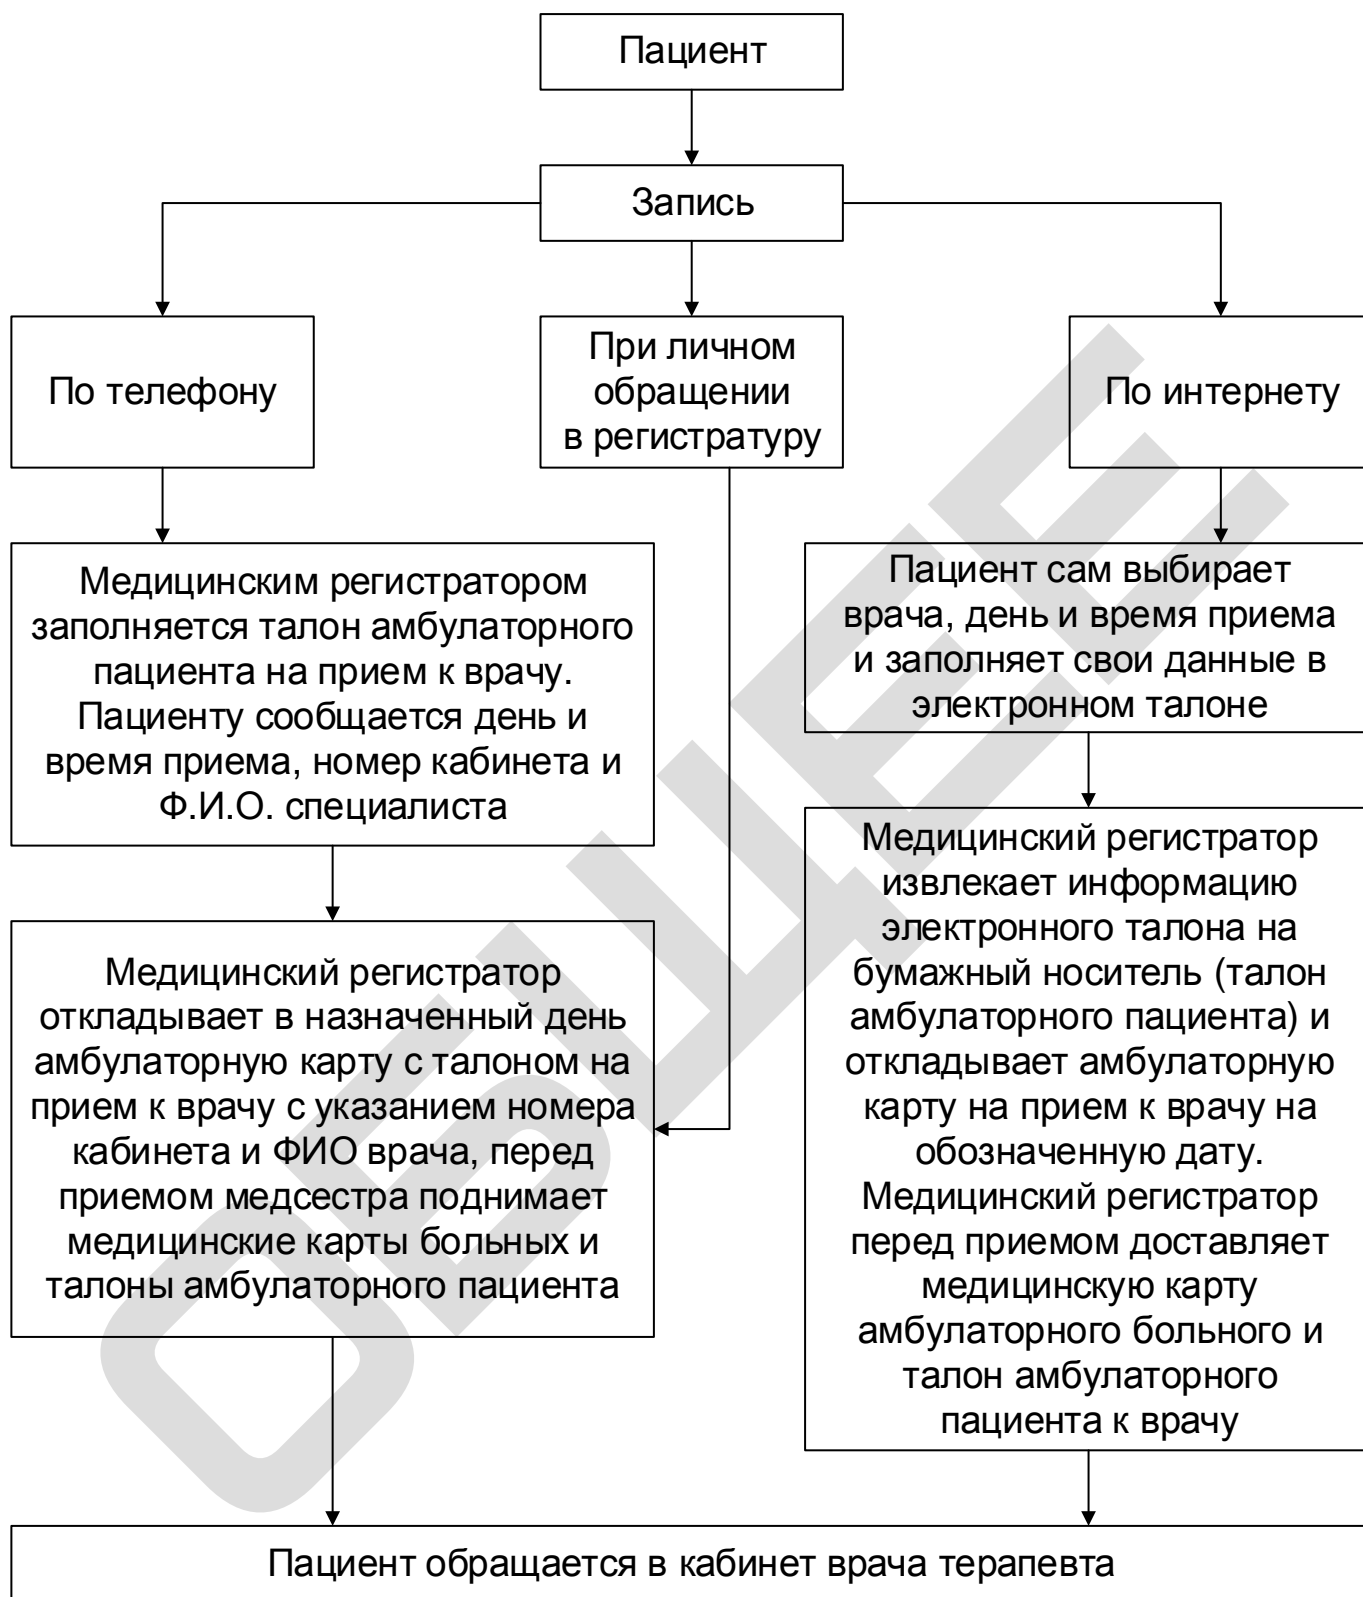 Пациент
Запись
По телефону
При личном
обращении
в регистратуру
По интернету
Медицинским регистратором
заполняется талон амбулаторного
пациента на прием к врачу.
Пациенту сообщается день и
время приема, номер кабинета и
Ф.И.О. специалиста
Пациент сам выбирает
врача, день и время приема
и заполняет свои данные в
электронном талоне
Медицинский регистратор
откладывает в назначенный день
амбулаторную карту с талоном на
прием к врачу с указанием номера
кабинета и ФИО врача, перед
приемом медсестра поднимает
медицинские карты больных и
талоны амбулаторного пациента
Медицинский регистратор
извлекает информацию
электронного талона на
бумажный носитель (талон
амбулаторного пациента) и
откладывает амбулаторную
карту на прием к врачу на
обозначенную дату.
Медицинский регистратор
перед приемом доставляет
медицинскую карту
амбулаторного больного и
талон амбулаторного
пациента к врачу
Пациент обращается в кабинет врача терапевта
ОБЩЕЕ